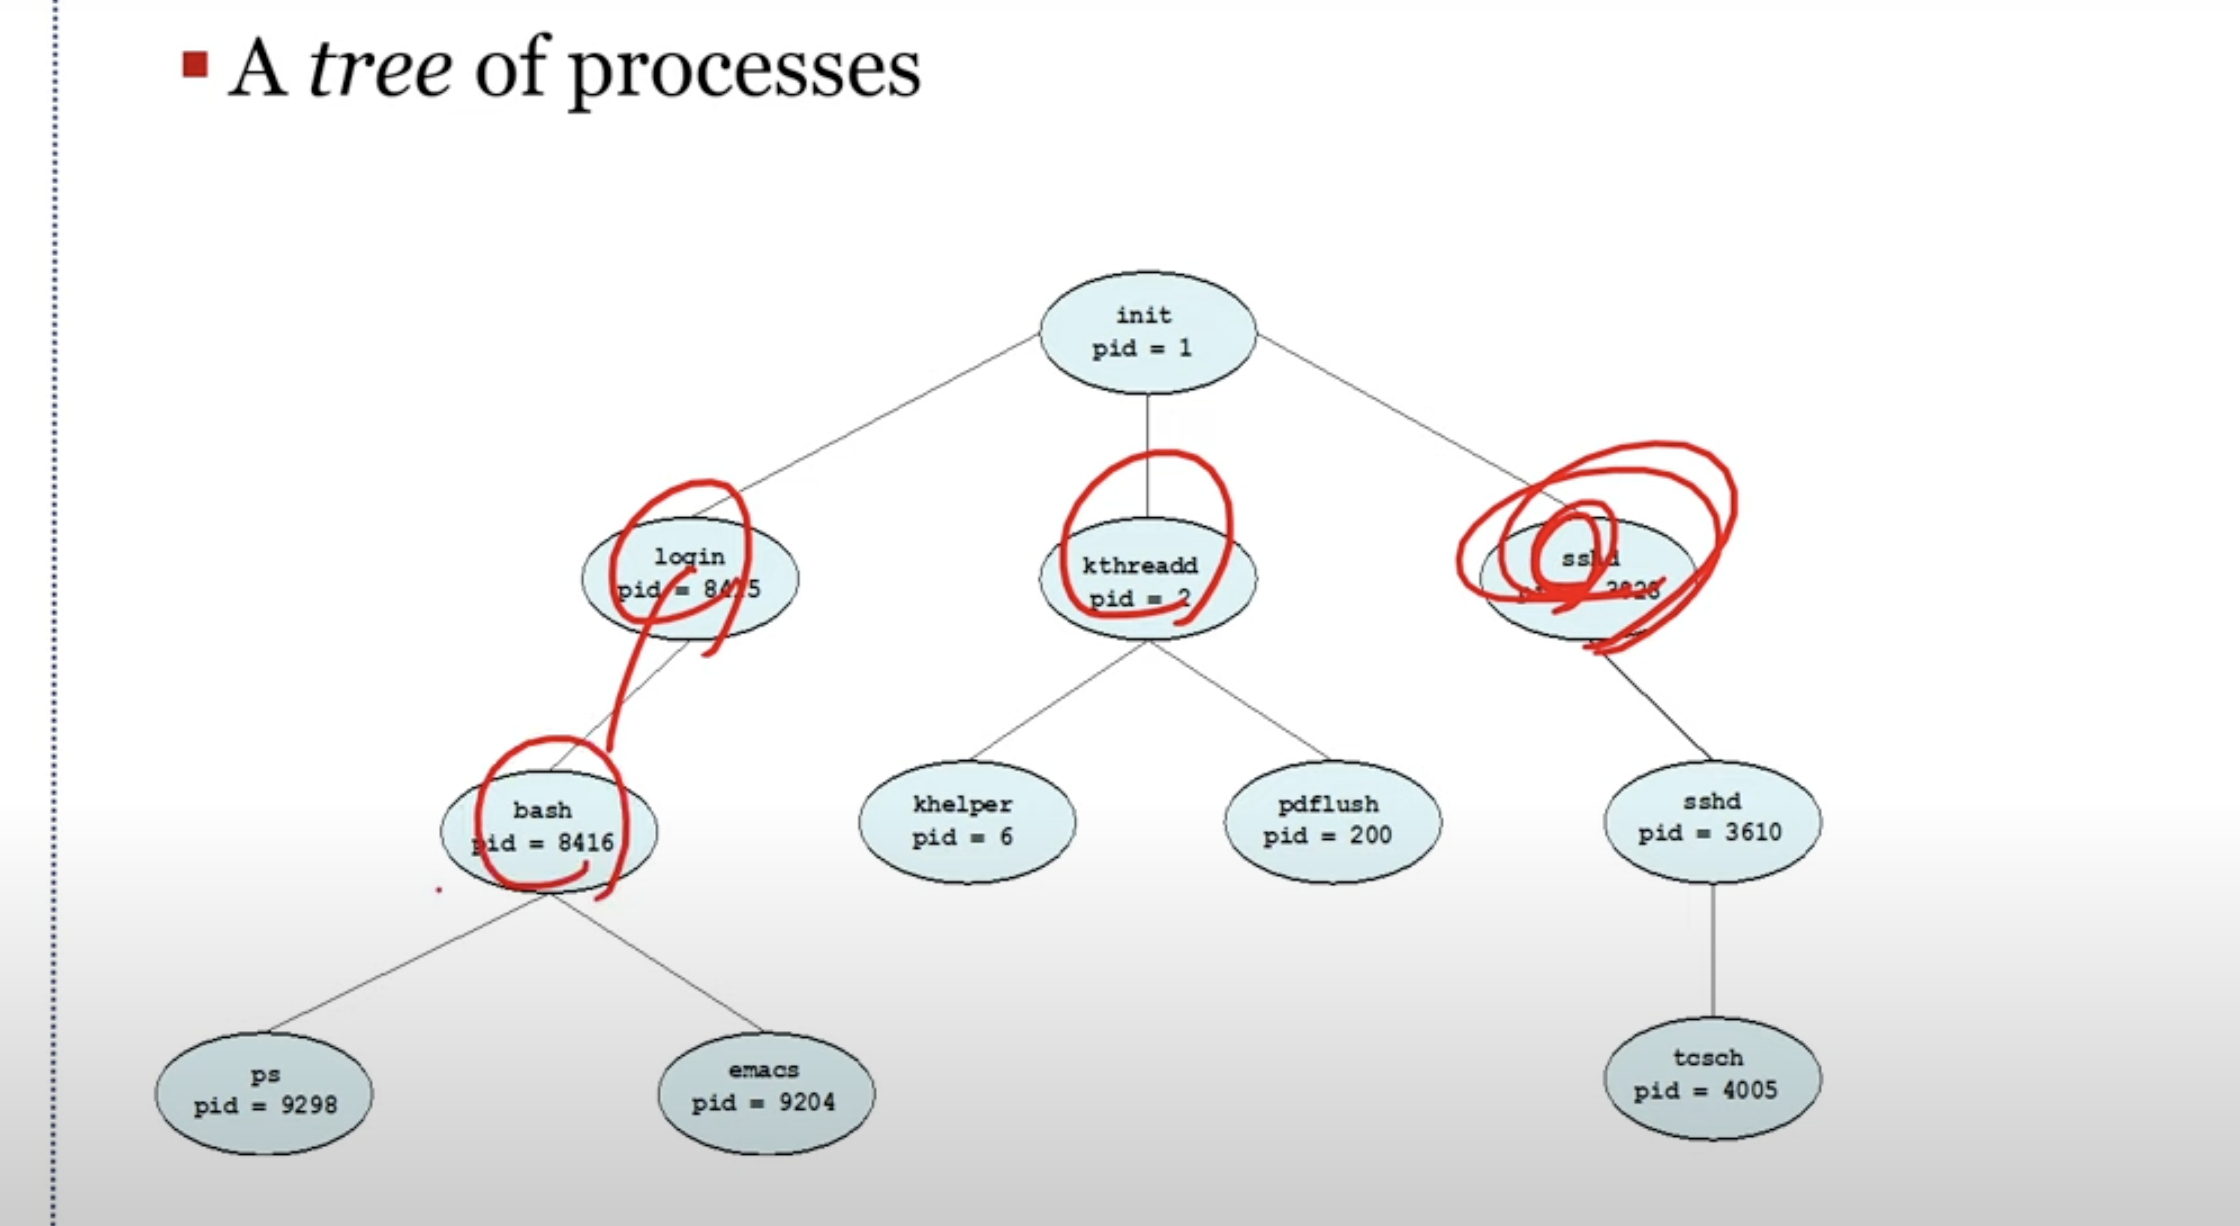 A tree of processes
init
pid = 1
login
pid = 8415
kthreadd
pid = 2
sshd
3028
bash
pid = 8416
khelper
pid = 6
pdflush
pid = 200
sshd
pid = 3610
ps
pid = 9298
emacs
pid = 9204
tcsch
pid = 4005